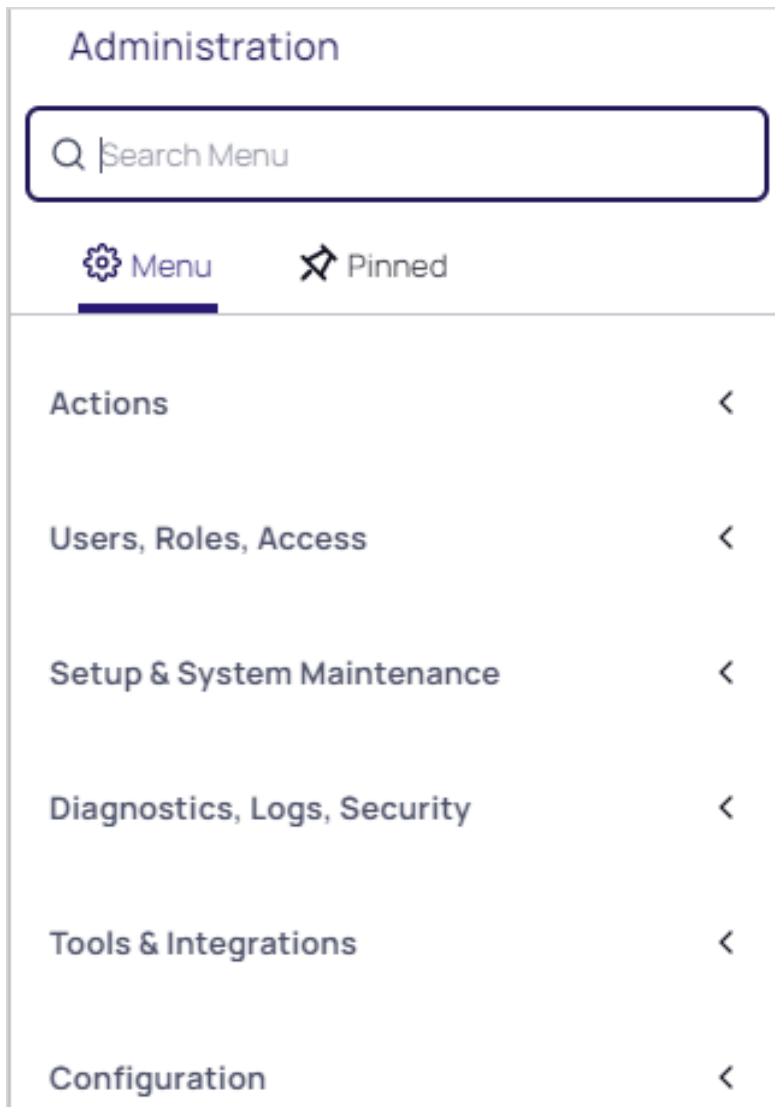 Administration
Search Menu
Menu Pinned
Actions
Users, Roles, Access
Setup & System Maintenance
Diagnostics, Logs, Security
Tools & Integrations
Configuration